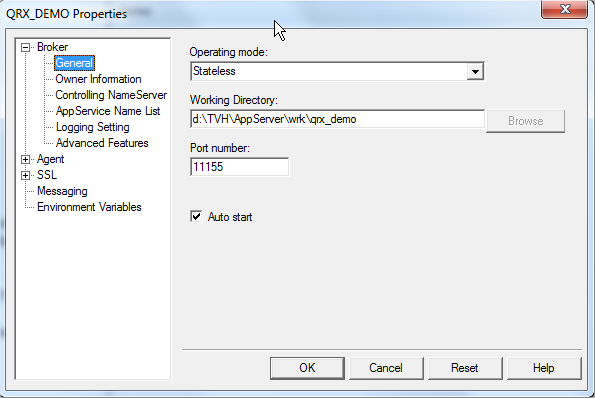 QRX_DEMO Properties
Broker
General
Owner Information
Controlling NameServer
AppService Name List
Logging Setting
Advanced Features
Agent
SSL
Messaging
Environment Variables
Operating mode:
Stateless
Working Directory:
d:\TVH\AppServer\wrk\qrx_demo
Browse
Port number:
11155
Auto start
OK
Cancel
Reset
Help